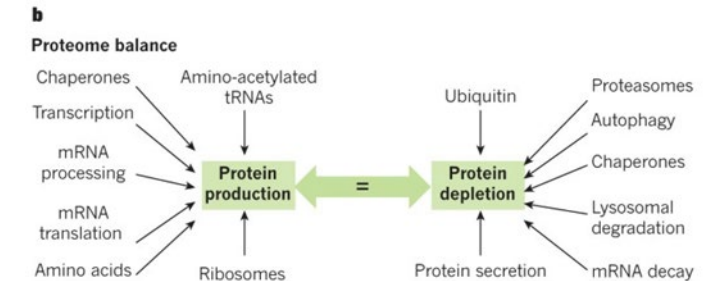 b
Proteome balance
Chaperones
Transcription
mRNA
processing
mRNA
translation
Amino acids
Amino-acetylated
tRNAs
Protein
production
Ribosomes
=
Ubiquitin
Protein
depletion
Protein secretion
Proteasomes
Autophagy
Chaperones
Lysosomal
degradation
mRNA decay